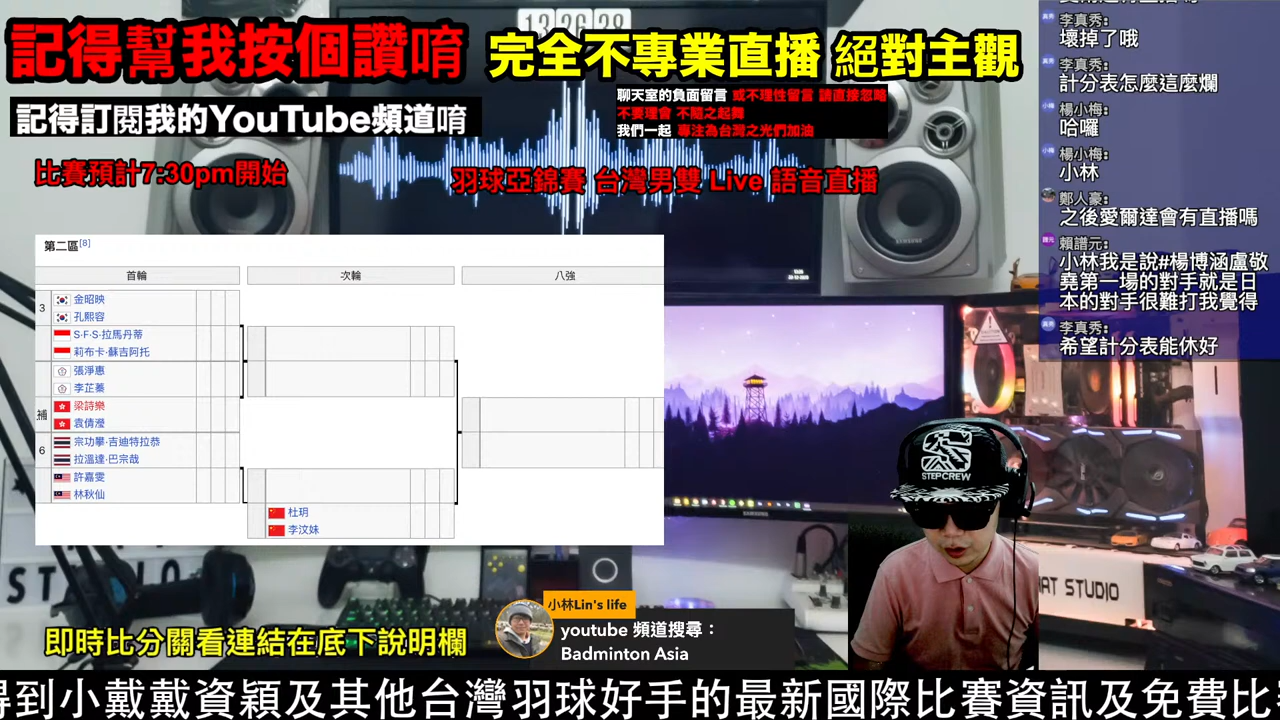 記得幫我按個讚唷
完全不專業直播 絕對主觀
記得訂閱我的YouTube頻道唷
聊天室的負面留言 或不理性留言 請直接忽略
不要理會 不隨之起舞
我們一起 專注為台灣之光們加油
比賽預計7:30pm開始
羽球亞錦賽 台灣男雙 Live 語音直播
第二區[8]
首輪
次輪
八強
3
金昭映
孔熙容
S·F·S·拉馬丹蒂
莉布卡·蘇吉阿托
張淨惠
李芷蓁
補
梁詩樂
袁倩瀅
6
宗功攀·吉迪特拉恭
拉溫達·巴宗哉
許嘉雯
林秋仙
杜玥
李汶妹
李真秀:
壞掉了哦
李真秀:
計分表怎麼這麼爛
楊小梅:
哈囉
楊小梅:
小林
鄭人豪:
之後愛爾達會有直播嗎
賴譜元:
小林我是說#楊博涵盧敬
堯第一場的對手就是日
本的對手很難打我覺得
李真秀:
希望計分表能休好
STEPCREW
SAMSUNG
STUDIO
即時比分關看連結在底下說明欄
小林Lin's life
youtube 頻道搜尋：
Badminton Asia
得到小戴戴資穎及其他台灣羽球好手的最新國際比賽資訊及免費比